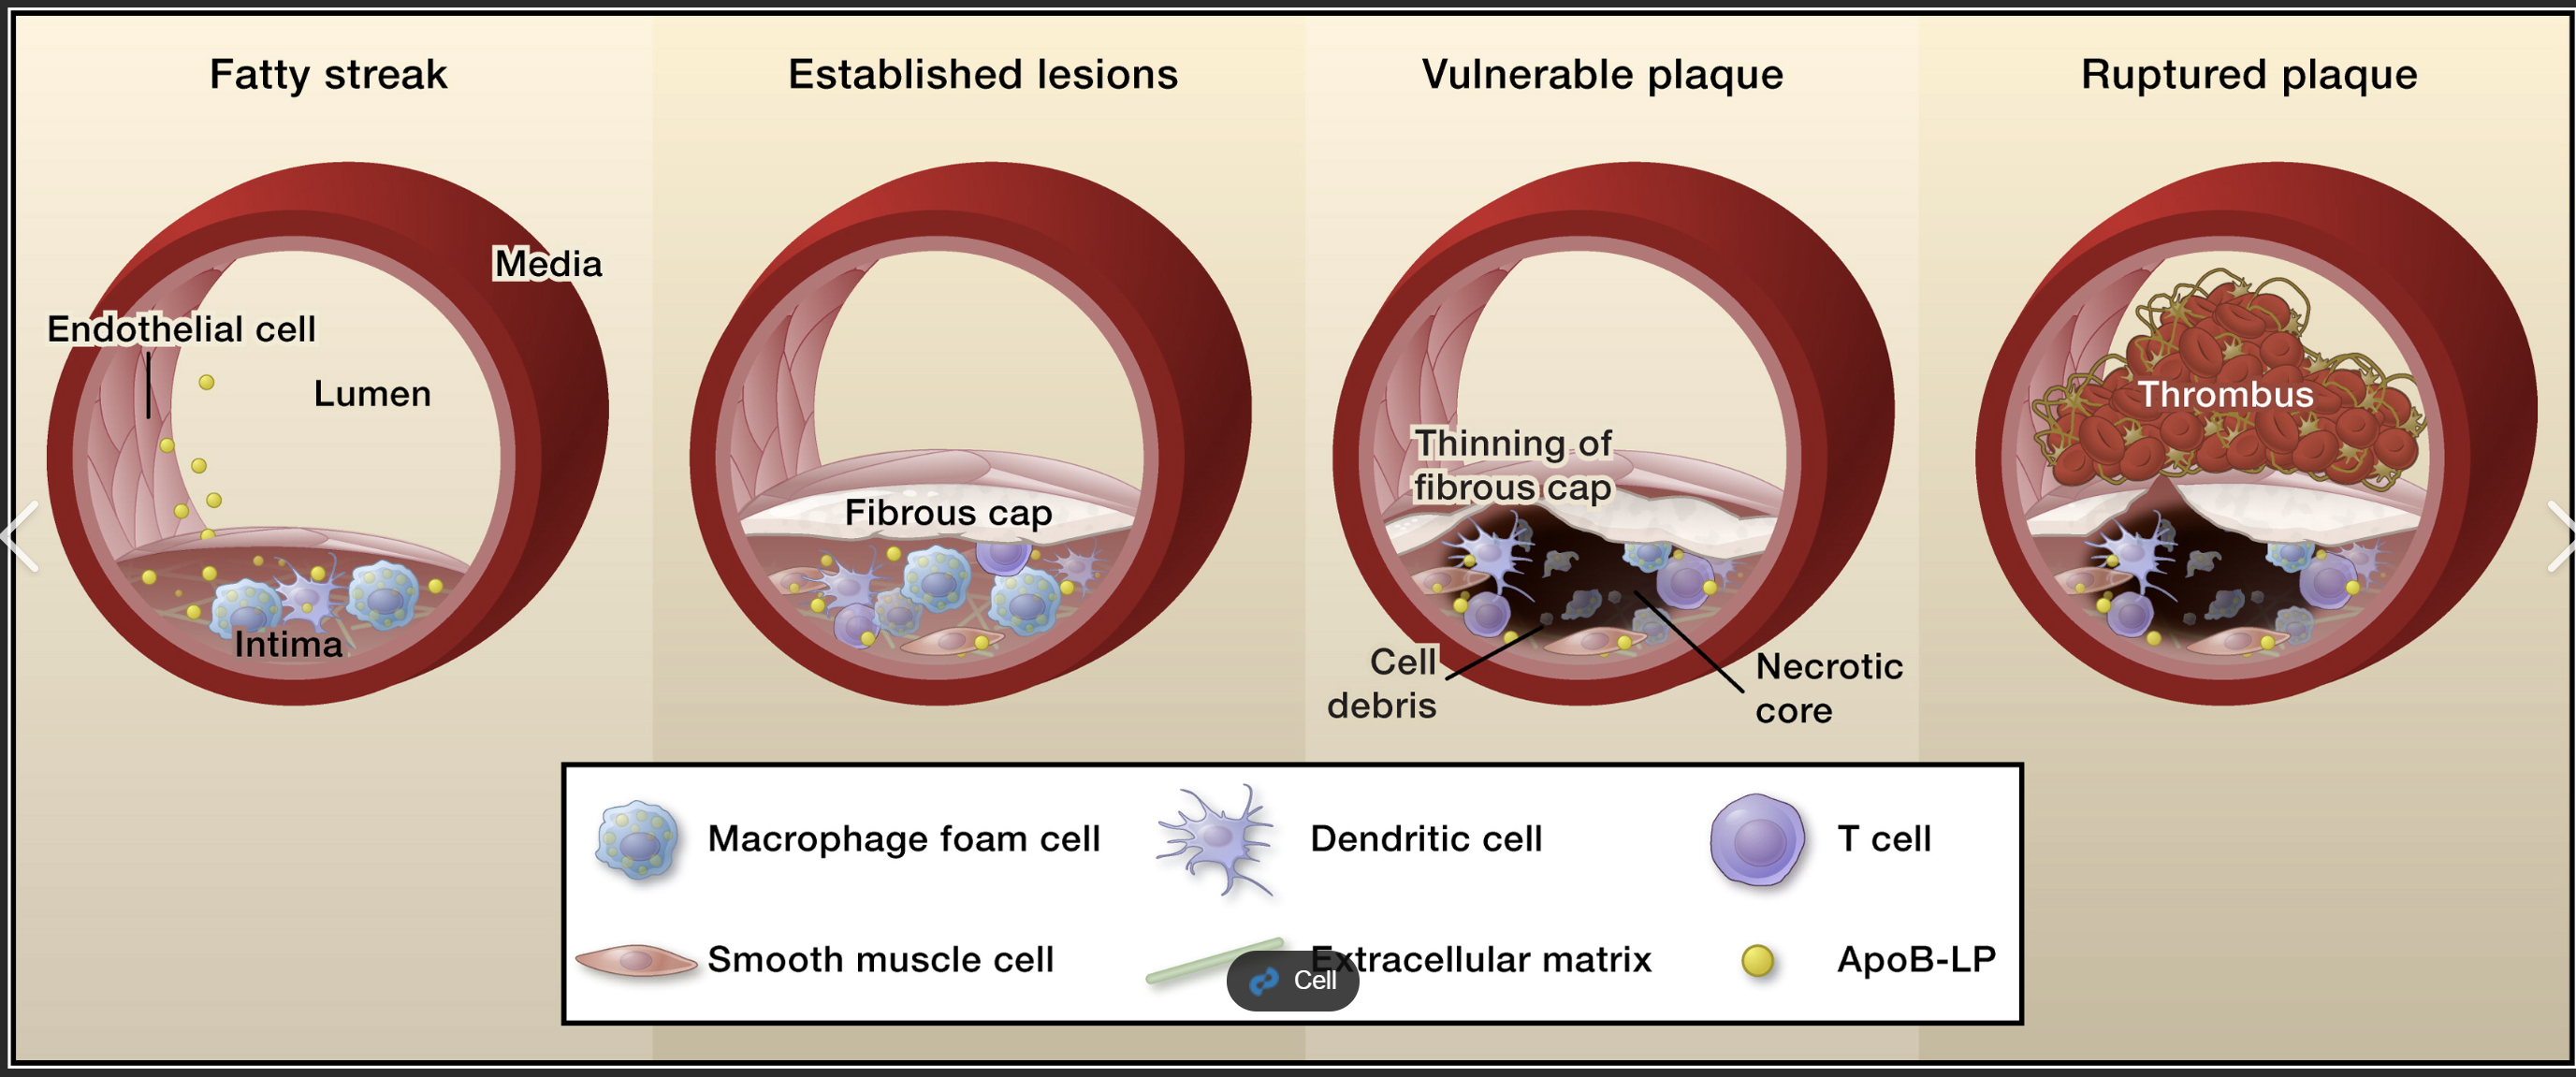 Fatty streak
Established lesions
Vulnerable plaque
Ruptured plaque
Media
Endothelial cell
Lumen
Intima
Fibrous cap
Thinning of
fibrous cap
Cell
debris
Necrotic
core
Thrombus
Macrophage foam cell
Dendritic cell
T cell
Smooth muscle cell
Extracellular matrix
ApoB-LP
Cell